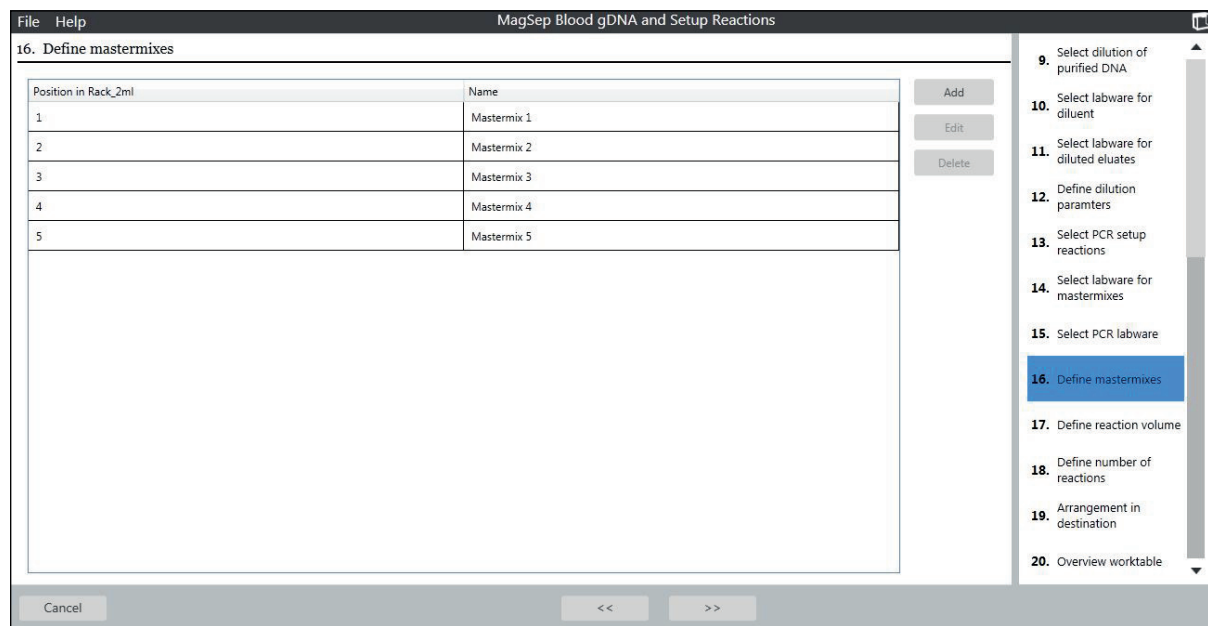 File Help MagSep Blood gDNA and Setup Reactions
16. Define mastermixes
Position in Rack_2ml Name
1 Mastermix 1
2 Mastermix 2
3 Mastermix 3
4 Mastermix 4
5 Mastermix 5
Add
Edit
Delete
9. Select dilution of
purified DNA
10. Select labware for
diluent
11. Select labware for
diluted eluates
12. Define dilution
paramters
13. Select PCR setup
reactions
14. Select labware for
mastermixes
15. Select PCR labware
16. Define mastermixes
17. Define reaction volume
18. Define number of
reactions
19. Arrangement in
destination
20. Overview worktable
Cancel << >>